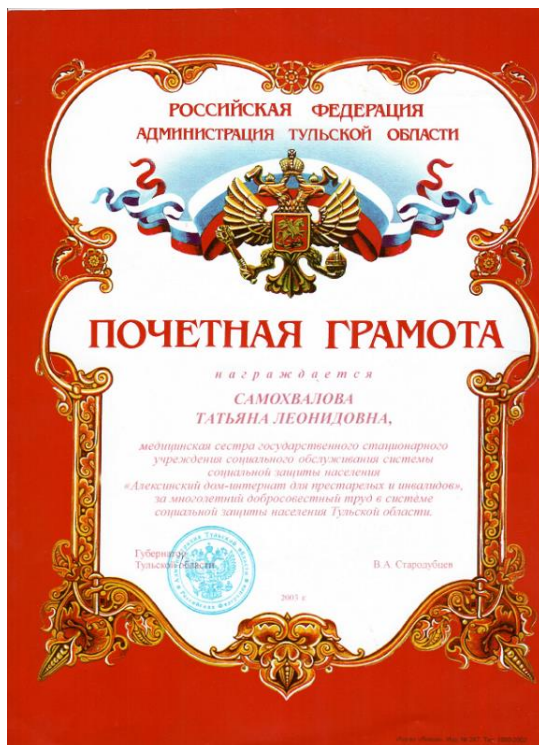 РОССИЙСКАЯ ФЕДЕРАЦИЯ
АДМИНИСТРАЦИЯ ТУЛЬСКОЙ ОБЛАСТИ
ПОЧЕТНАЯ ГРАМОТА
награждается
САМОХВАЛОВА
ТАТЬЯНА ЛЕОНИДОВНА,
медицинская сестра государственного стационарного
учреждения социального обслуживания системы
социальной защиты населения
«Алексинский дом-интернат для престарелых и инвалидов»,
за многолетний добросовестный труд в системе
социальной защиты населения Тульской области.
Губернатор
Тульской области
В.А. Стародубцев